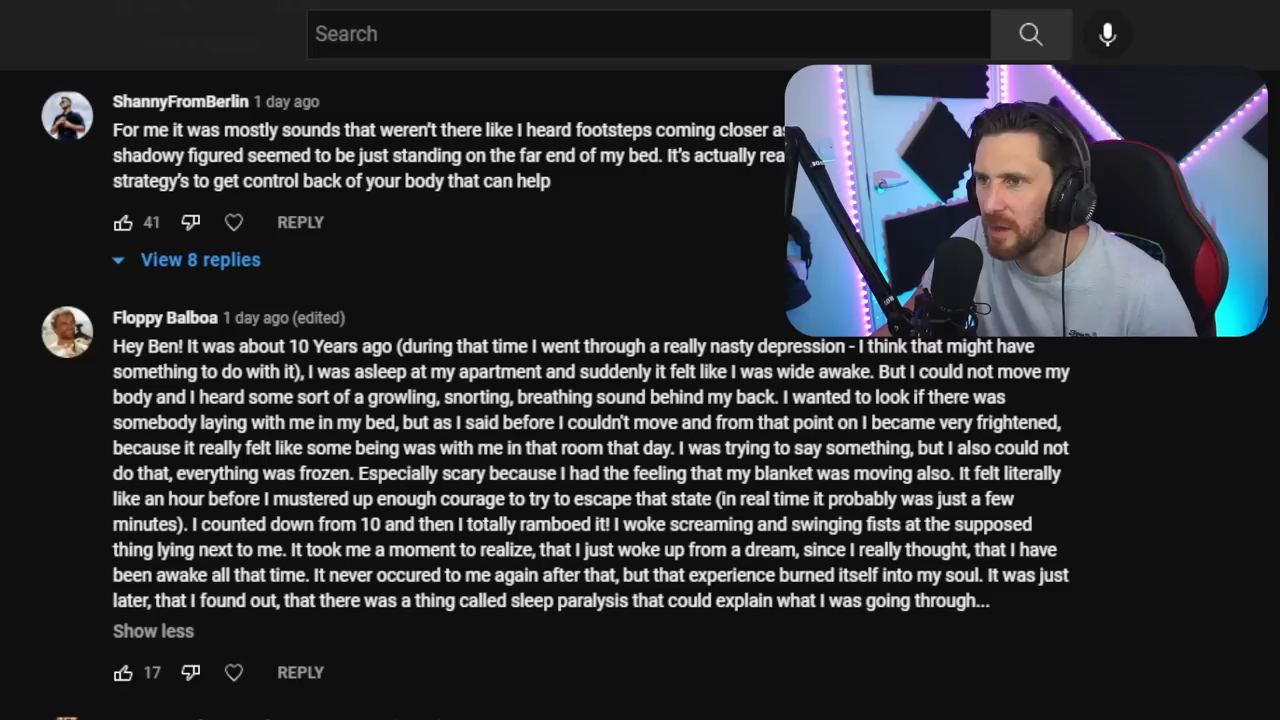 Search
ShannyFromBerlin 1 day ago
For me it was mostly sounds that weren't there like I heard footsteps coming closer
shadowy figured seemed to be just standing on the far end of my bed. It's actually
strategy's to get control back of your body that can help
41 REPLY
View 8 replies
Floppy Balboa 1 day ago (edited)
Hey Ben! It was about 10 Years ago (during that time I went through a really nasty depression - I think that might have
something to do with it), I was asleep at my apartment and suddenly it felt like I was wide awake. But I could not move my
body and I heard some sort of a growling, snorting, breathing sound behind my back. I wanted to look if there was
somebody laying with me in my bed, but as I said before I couldn't move and from that point on I became very frightened,
because it really felt like some being was with me in that room that day. I was trying to say something, but I also could not
do that, everything was frozen. Especially scary because I had the feeling that my blanket was moving also. It felt literally
like an hour before I mustered up enough courage to try to escape that state (in real time it probably was just a few
minutes). I counted down from 10 and then I totally ramboed it! I woke screaming and swinging fists at the supposed
thing lying next to me. It took me a moment to realize, that I just woke up from a dream, since I really thought, that I have
been awake all that time. It never occured to me again after that, but that experience burned itself into my soul. It was just
later, that I found out, that there was a thing called sleep paralysis that could explain what I was going through...
Show less
17 REPLY